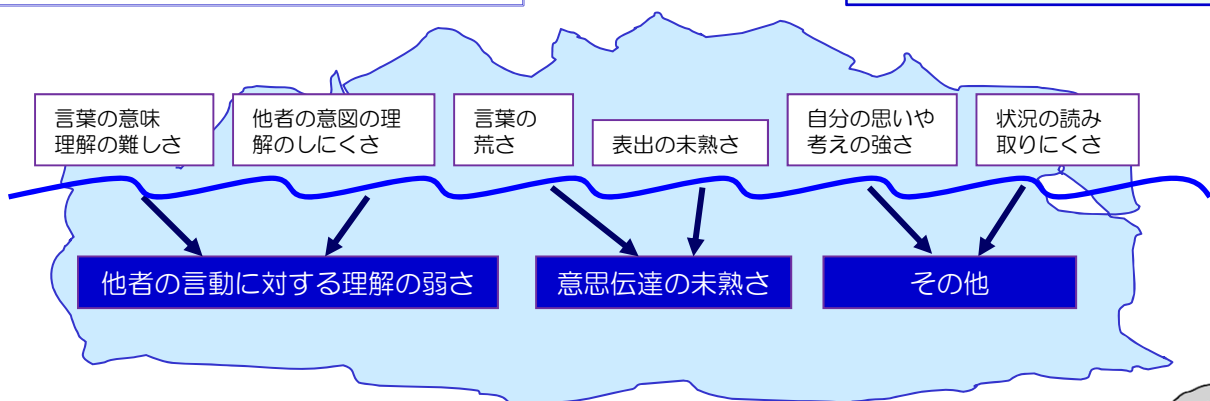 言葉の意味
理解の難しさ
他者の意図の理
解のしにくさ
言葉の
荒さ
表出の未熟さ
自分の思いや
考えの強さ
状況の読み
取りにくさ
他者の言動に対する理解の弱さ
意思伝達の未熟さ
その他